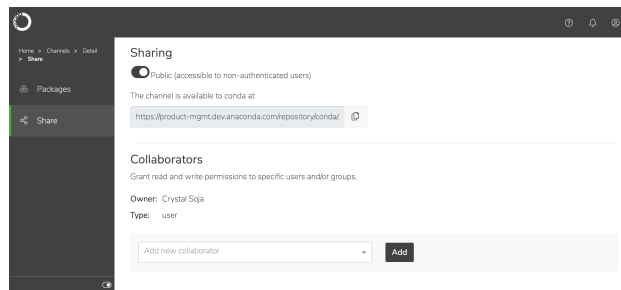 Home > Channels > Detail
> Share
Packages
Share
Sharing
Public (accessible to non-authenticated users)
The channel is available to conda at
https://product-mgmt.dev.anaconda.com/repository/conda/
Collaborators
Grant read and write permissions to specific users and/or groups.
Owner: Crystal Soja
Type: user
Add new collaborator
Add